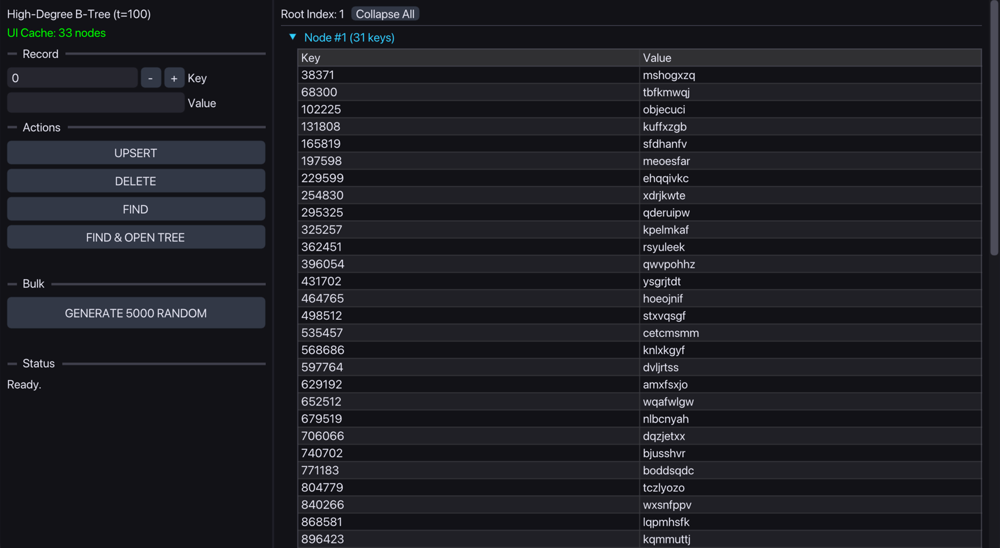 High-Degree B-Tree (t=100)
UI Cache: 33 nodes
Record
0 - + Key
Value
Actions
UPSERT
DELETE
FIND
FIND & OPEN TREE
Bulk
GENERATE 5000 RANDOM
Status
Ready.
Root Index: 1 Collapse All
Node #1 (31 keys)
Key Value
38371 mshogxzq
68300 tbfkmwqj
102225 objecuci
131808 kuffxzgb
165819 sfdhanfv
197598 meoesfar
229599 ehqqivkc
254830 xdrjkwte
295325 qderuipw
325257 kpelmkaf
362451 rsyuleek
396054 qwvpohhz
431702 ysgrjtdt
464765 hoeojnif
498512 stxvqsgf
535457 cetcmsmm
568686 knlxkgyf
597764 dvljrtss
629192 amxfsxjo
652512 wqafwlgw
679519 nlbcnyah
706066 dqzjetxx
740702 bjusshvr
771183 boddsqdc
804779 tczlyozo
840266 wxsnfppv
868581 lqpmhsfk
896423 kqmmuttj